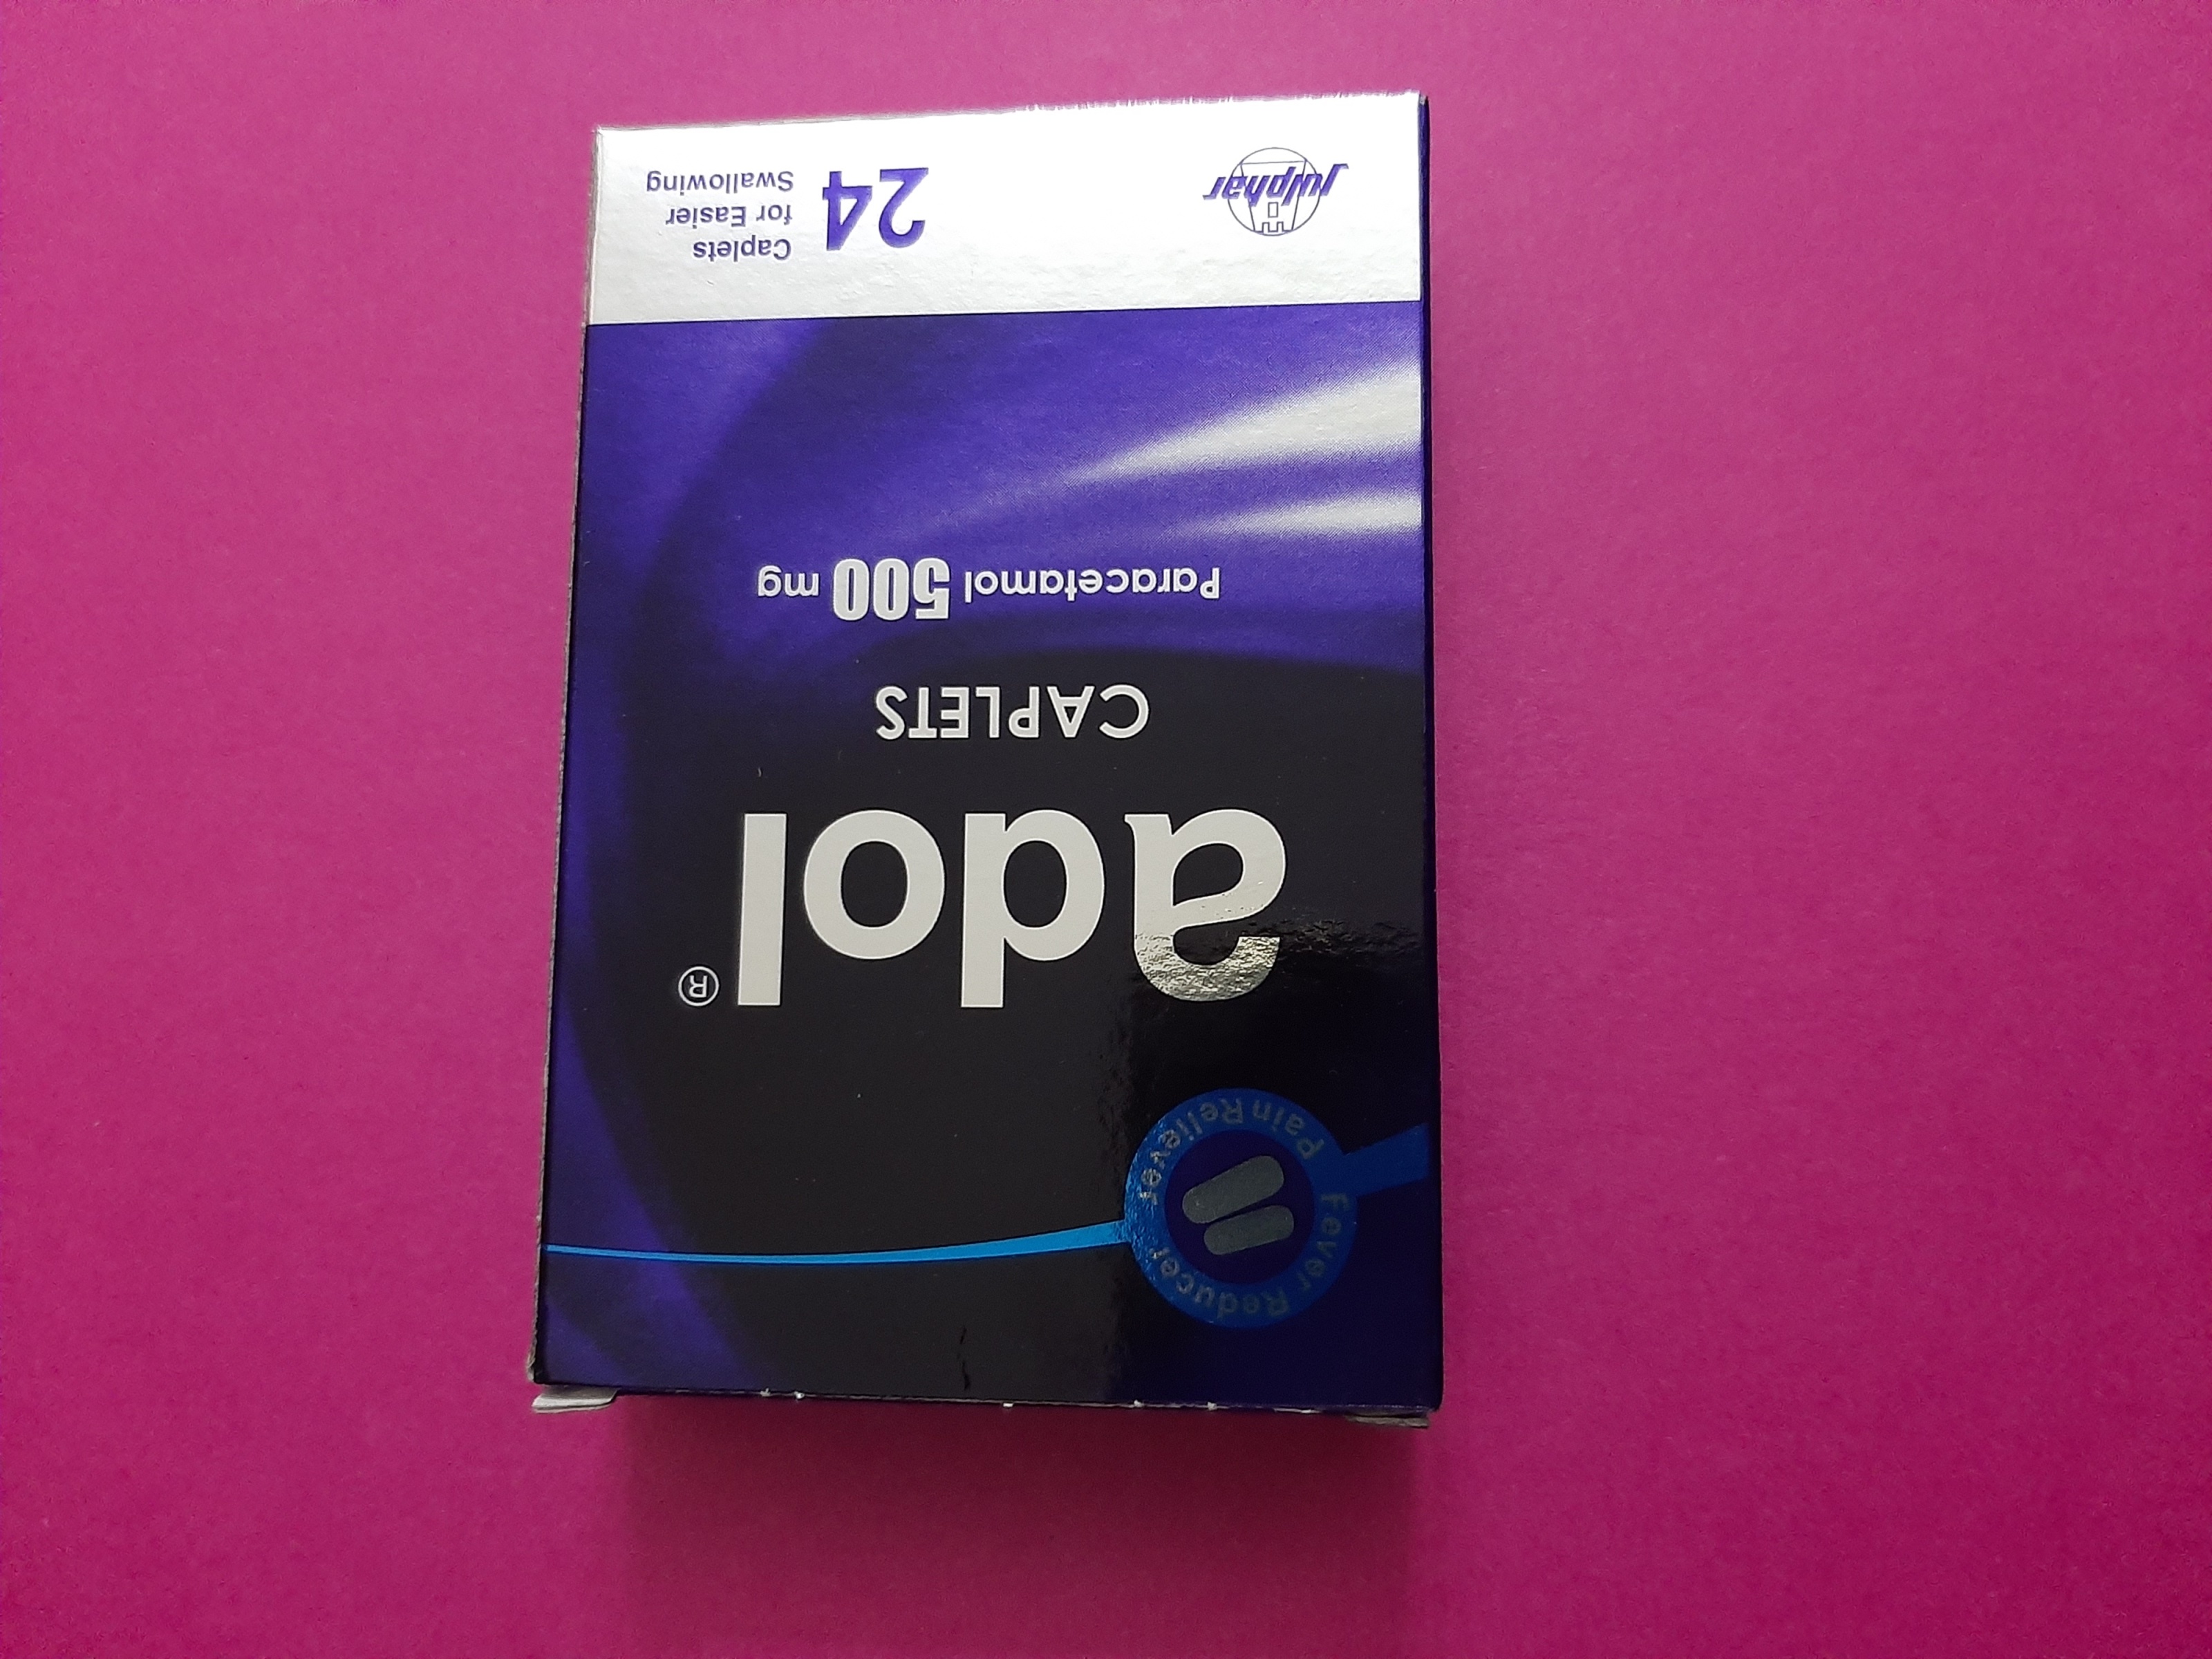 Pain Reliever
Fever Reducer
adol®
CAPLETS
Paracetamol 500 mg
Julphar
24
Caplets
for Easier
Swallowing